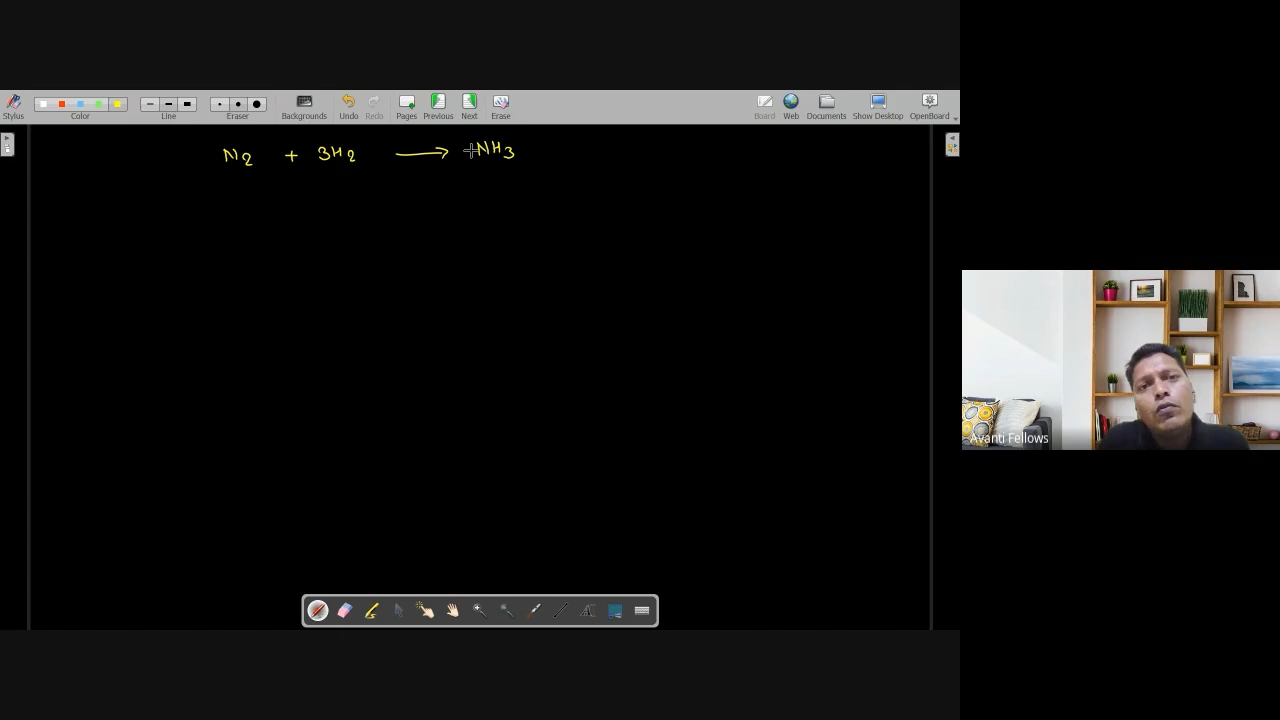 Stylus
Color
Line
Eraser
Backgrounds
Undo
Redo
Pages
Previous
Next
Erase
Board
Web
Documents
Show Desktop
OpenBoard
N2 + 3H2 ⟶ NH3
Avanti Fellows